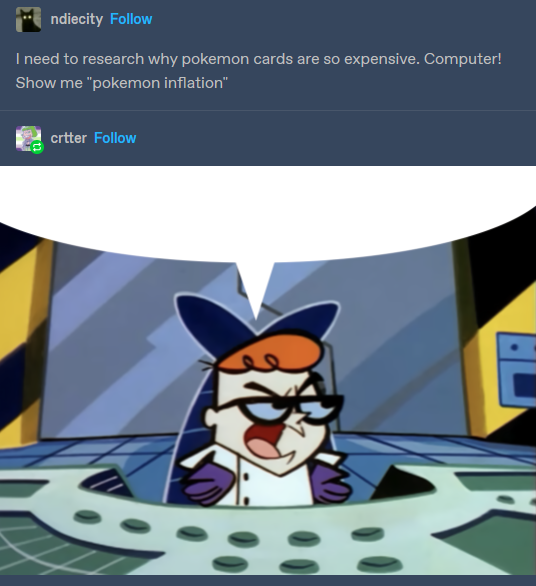 ndiecity Follow
I need to research why pokemon cards are so expensive. Computer!
Show me "pokemon inflation"
crtter Follow